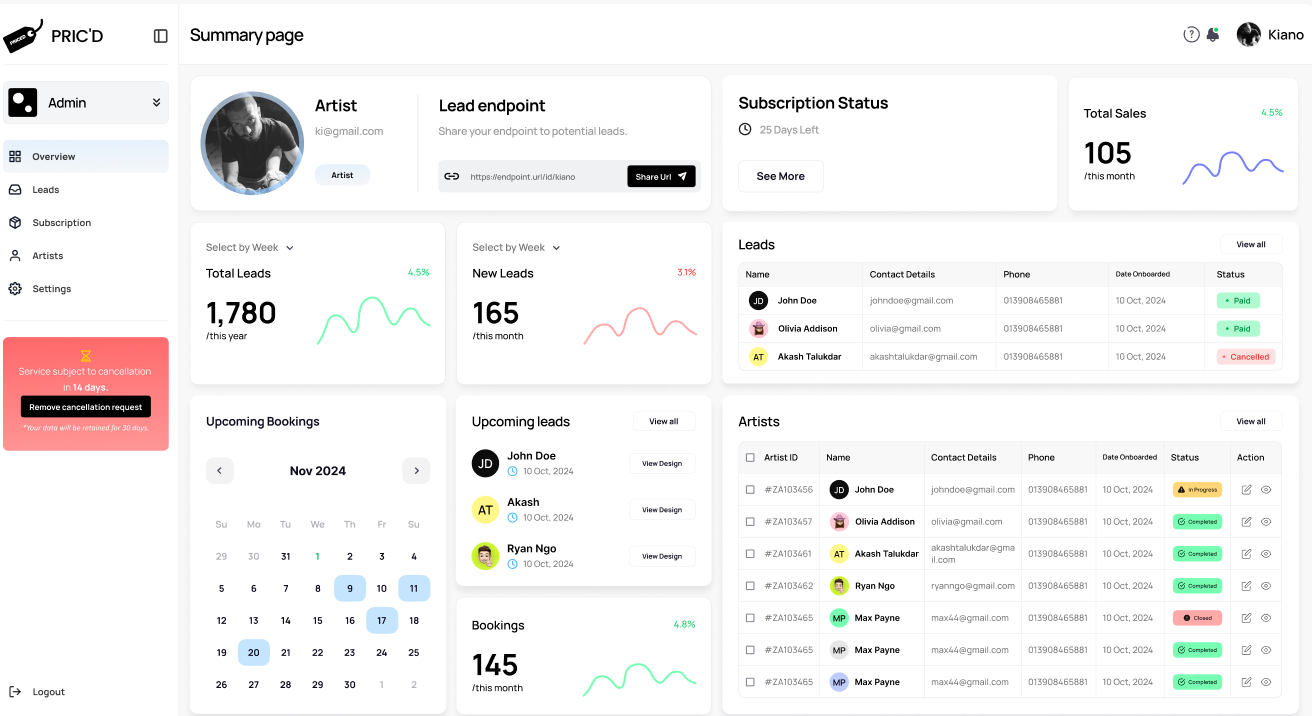 PRICED
PRIC'D
Summary page
Kiano
Admin
Overview
Leads
Subscription
Artists
Settings
Service subject to cancellation
in 14 days.
Remove cancellation request
*Your data will be retained for 30 days.
Logout
Artist
ki@gmail.com
Artist
Lead endpoint
Share your endpoint to potential leads.
https://endpoint.url/id/kiano
Share Url
Subscription Status
25 Days Left
See More
Total Sales
4.5%
105
/this month
Select by Week
Total Leads
4.5%
1,780
/this year
Select by Week
New Leads
3.1%
165
/this month
Leads
View all
Name Contact Details Phone Date Onboarded Status
JD John Doe johndoe@gmail.com 013908465881 10 Oct, 2024 Paid
Olivia Addison olivia@gmail.com 013908465881 10 Oct, 2024 Paid
AT Akash Talukdar akashtalukdar@gmail.com 013908465881 10 Oct, 2024 Cancelled
Upcoming Bookings
Nov 2024
Su Mo Tu We Th Fr Su
29 30 31 1 2 3 4
5 6 7 8 9 10 11
12 13 14 15 16 17 18
19 20 21 22 23 24 25
26 27 28 29 30 1 2
Upcoming leads
View all
JD John Doe
10 Oct, 2024
View Design
AT Akash
10 Oct, 2024
View Design
Ryan Ngo
10 Oct, 2024
View Design
Bookings
4.8%
145
/this month
Artists
View all
Artist ID Name Contact Details Phone Date Onboarded Status Action
#ZA103456 JD John Doe johndoe@gmail.com 013908465881 10 Oct, 2024 In Progress
#ZA103457 Olivia Addison olivia@gmail.com 013908465881 10 Oct, 2024 Completed
#ZA103461 AT Akash Talukdar akashtalukdar@gma
il.com 013908465881 10 Oct, 2024 Completed
#ZA103462 Ryan Ngo ryanngo@gmail.com 013908465881 10 Oct, 2024 Completed
#ZA103465 MP Max Payne max44@gmail.com 013908465881 10 Oct, 2024 Closed
#ZA103465 MP Max Payne max44@gmail.com 013908465881 10 Oct, 2024 Completed
#ZA103465 MP Max Payne max44@gmail.com 013908465881 10 Oct, 2024 Completed